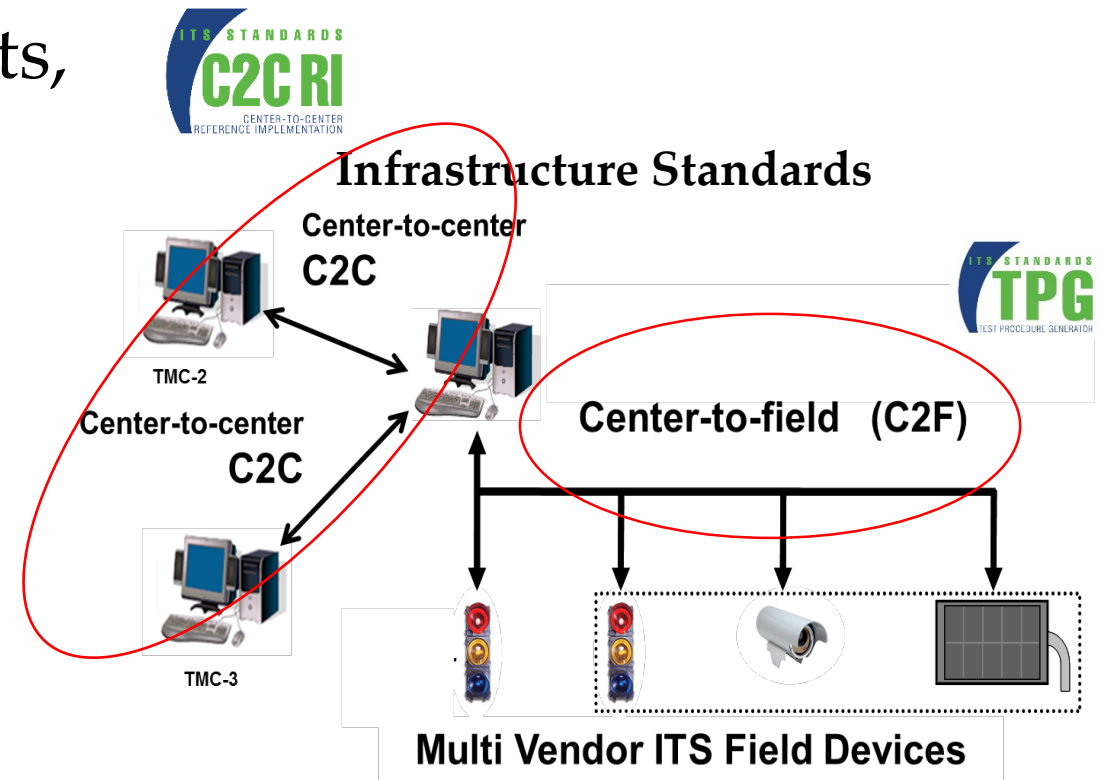 ts,
ITS STANDARDS
C2C RI
CENTER-TO-CENTER
REFERENCE IMPLEMENTATION
Infrastructure Standards
Center-to-center
C2C
ITS STANDARDS
TPG
TEST PROCEDURE GENERATOR
TMC-2
Center-to-center
C2C
Center-to-field (C2F)
TMC-3
Multi Vendor ITS Field Devices